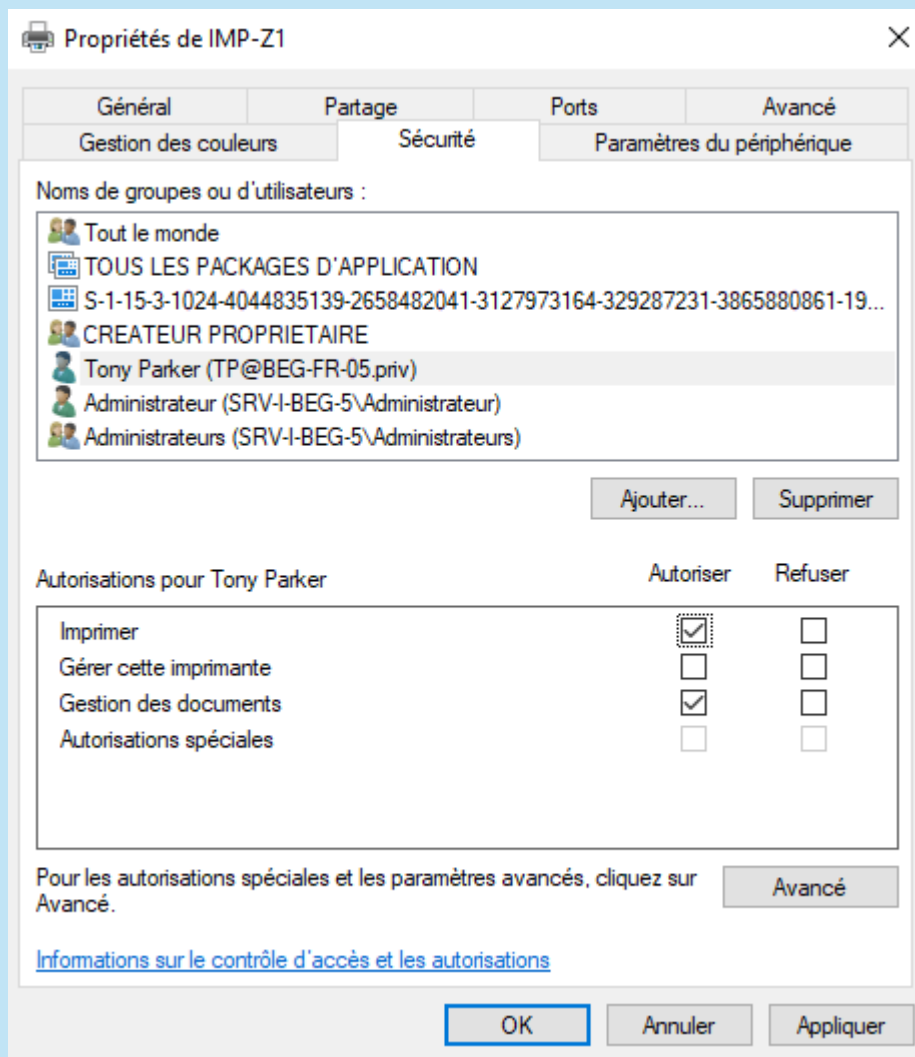 Propriétés de IMP-Z1
Général Partage Ports Avancé
Gestion des couleurs Sécurité Paramètres du périphérique
Noms de groupes ou d'utilisateurs :
Tout le monde
TOUS LES PACKAGES D'APPLICATION
S-1-15-3-1024-4044835139-2658482041-3127973164-329287231-3865880861-19...
CREATEUR PROPRIETAIRE
Tony Parker (TP@BEG-FR-05.priv)
Administrateur (SRV-I-BEG-5\Administrateur)
Administrateurs (SRV-I-BEG-5\Administrateurs)
Ajouter... Supprimer
Autorisations pour Tony Parker Autoriser Refuser
Imprimer
Gérer cette imprimante
Gestion des documents
Autorisations spéciales
Pour les autorisations spéciales et les paramètres avancés, cliquez sur
Avancé.
Avancé
Informations sur le contrôle d'accès et les autorisations
OK Annuler Appliquer